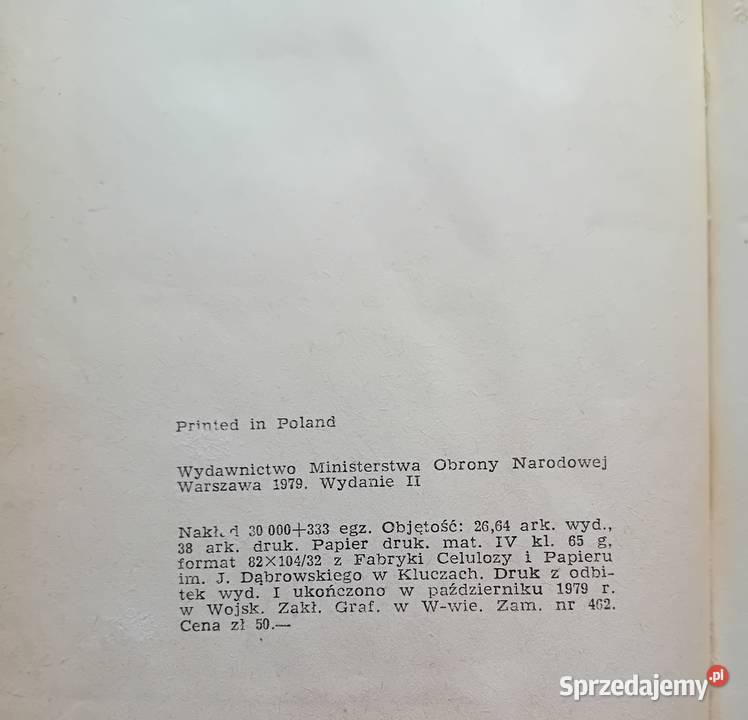 Printed in Poland
Wydawnictwo Ministerstwa Obrony Narodowej
Warszawa 1979. Wydanie II
30 000+333 egz. Objętość: 26,64 ark. wyd.,
38 ark. druk. Papier druk. mat. IV kl. 65 g,
format 82×104/32 z Fabryki Celulozy i Papieru
im. J. Dąbrowskiego w Kluczach. Druk z odbi-
tek wyd. I ukończono w październiku 1979 r.
w Wojsk. Zakł. Graf. w W-wie. Zam. nr 462.
Cena zł 50.—
Sprzedajemy.pl